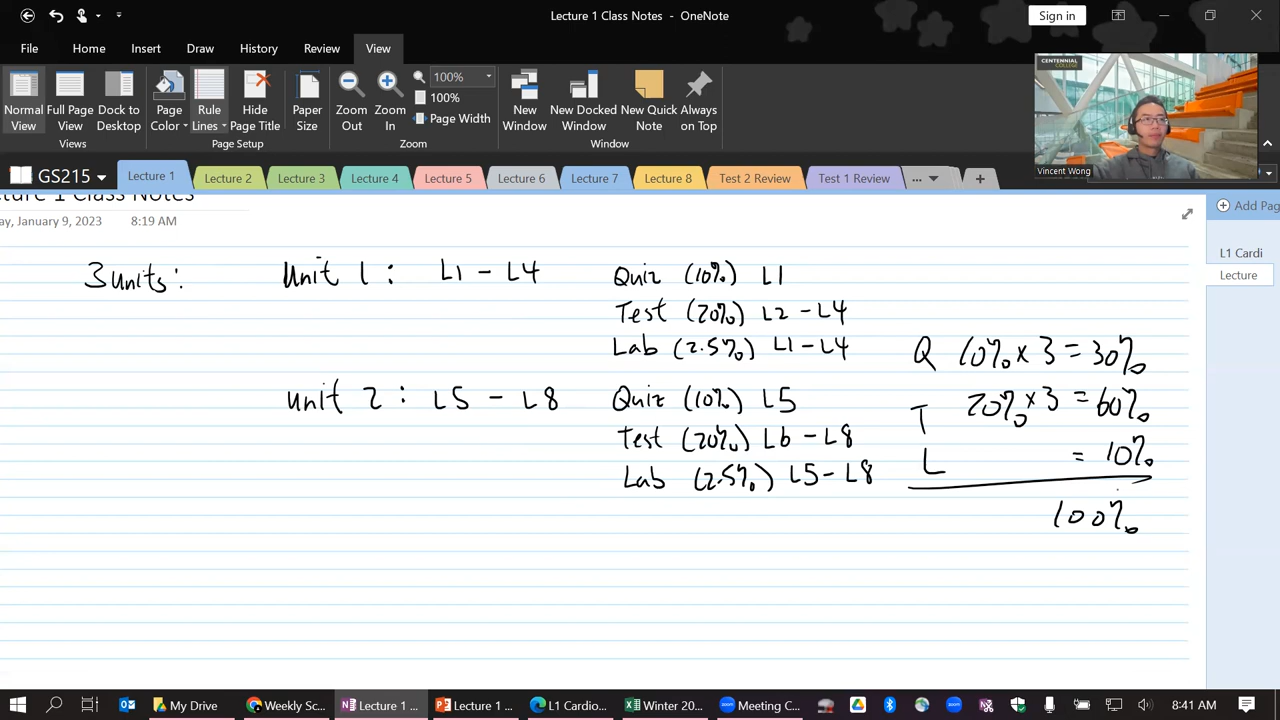 Lecture 1 Class Notes - OneNote
Sign in
File Home Insert Draw History Review View
Normal View
Full Page View
Dock to Desktop
Views
Page Color
Rule Lines
Hide Page Title
Paper Size
Page Setup
Zoom Out
Zoom In
100%
100%
Page Width
Zoom
New Window
New Docked Window
New Quick Note
Always on Top
Window
CENTENNIAL COLLEGE
Vincent Wong
GS215
Lecture 1 Lecture 2 Lecture 3 Lecture 4 Lecture 5 Lecture 6 Lecture 7 Lecture 8 Test 2 Review Test 1 Review ...
cture 1 Class Notes
ay, January 9, 2023 8:19 AM
Add Pag
L1 Cardi
Lecture
3 units: Unit 1: L1 - L4 Quiz (10%) L1
Test (20%) L2 - L4
Lab (2.5%) L1 - L4
Q 10% x 3 = 30%
unit 2: L5 - L8 Quiz (10%) L5
T 20% x 3 = 60%
Test (20%) L6 - L8
L = 10%
Lab (2.5%) L5 - L8
100%
My Drive Weekly Sc... Lecture 1 ... Lecture 1 ... 1 Cardio... Winter 20... Meeting C... 8:41 AM